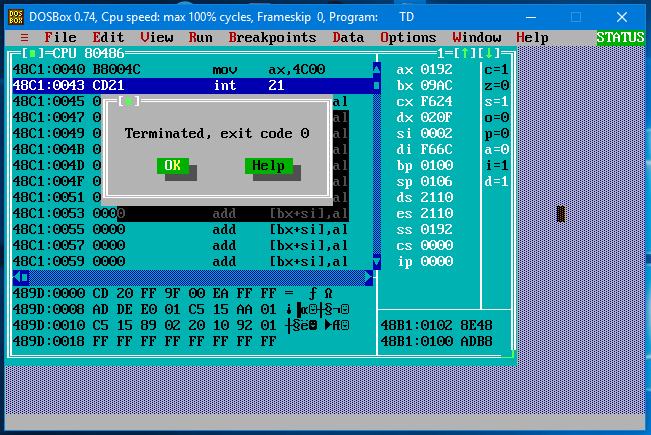 DOSBox 0.74, Cpu speed: max 100% cycles, Frameskip 0, Program: TD
≡ File Edit View Run Breakpoints Data Options Window Help STATUS
[■]=CPU 80486 1=[↑][↓]
48C1:0040 B8004C mov ax,4C00
48C1:0043 CD21 int 21
48C1:0045 0 ,al
48C1:0047 0 ,al
48C1:0049 0 ,al
48C1:004B 0 ,al
48C1:004D 0 ,al
48C1:004F 0 ,al
48C1:0051 0 ,al
48C1:0053 0000 add [bx+si],al
48C1:0055 0000 add [bx+si],al
48C1:0057 0000 add [bx+si],al
48C1:0059 0000 add [bx+si],al
[■]
Terminated, exit code 0
OK Help
ax 0192 c=1
bx 09AC z=0
cx F624 s=1
dx 020F o=0
si 0002 p=0
di F66C a=0
bp 0100 i=1
sp 0106 d=1
ds 2110
es 2110
ss 0192
cs 0000
ip 0000
489D:0000 CD 20 FF 9F 00 EA FF FF = ƒ Ω
489D:0008 AD DE E0 01 C5 15 AA 01
489D:0010 C5 15 89 02 20 10 92 01
489D:0018 FF FF FF FF FF FF FF FF
48B1:0102 8E48
48B1:0100 ADB8